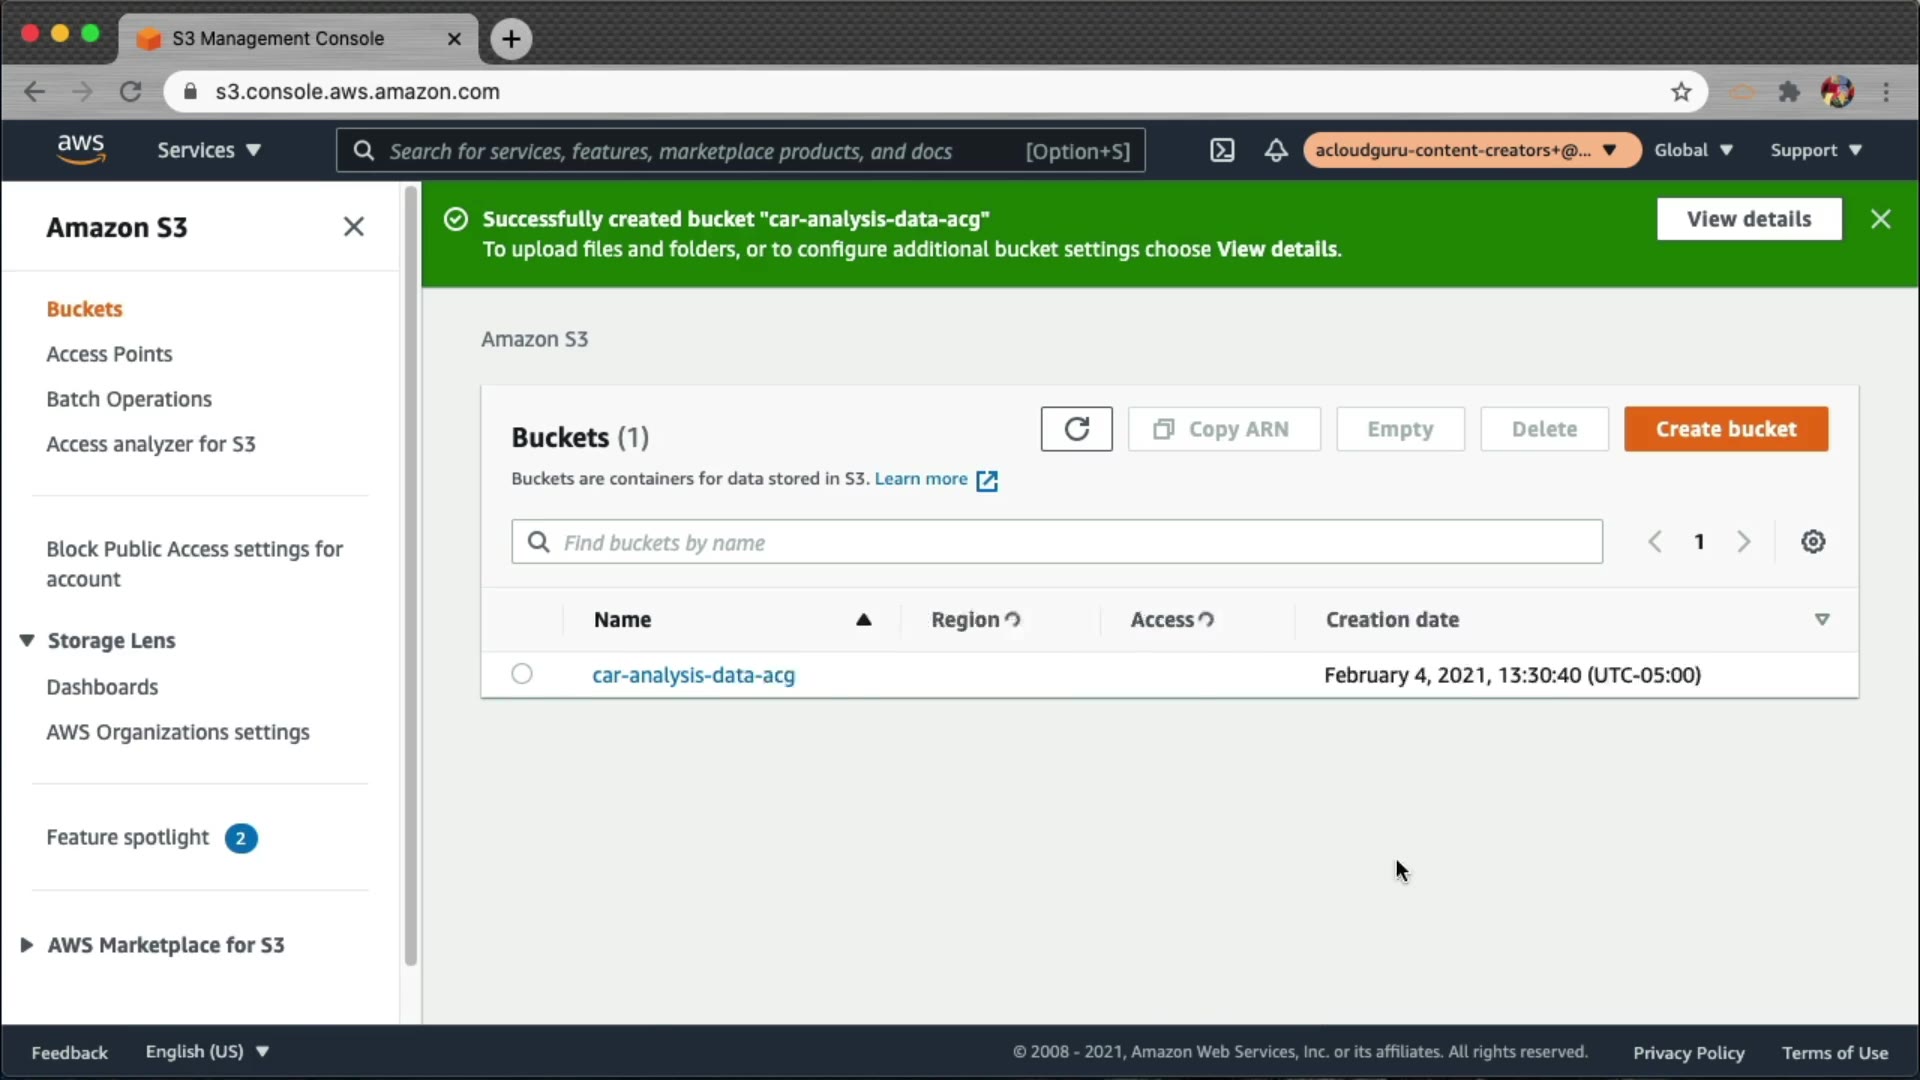 S3 Management Console
s3.console.aws.amazon.com
aws
Services
Search for services, features, marketplace products, and docs [Option+S]
acloudguru-content-creators+@...
Global
Support
Amazon S3
Buckets
Access Points
Batch Operations
Access analyzer for S3
Block Public Access settings for
account
Storage Lens
Dashboards
AWS Organizations settings
Feature spotlight 2
AWS Marketplace for S3
Successfully created bucket "car-analysis-data-acg"
To upload files and folders, or to configure additional bucket settings choose View details.
View details
Amazon S3
Buckets (1)
Copy ARN
Empty
Delete
Create bucket
Buckets are containers for data stored in S3. Learn more
Find buckets by name
1
Name Region Access Creation date
car-analysis-data-acg February 4, 2021, 13:30:40 (UTC-05:00)
Feedback English (US) © 2008 - 2021, Amazon Web Services, Inc. or its affiliates. All rights reserved. Privacy Policy Terms of Use